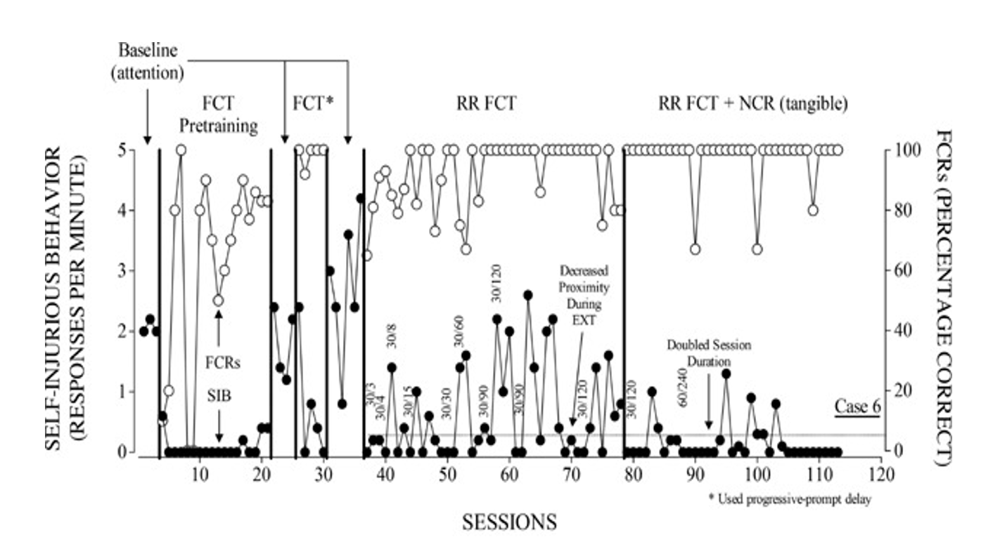 Baseline
(attention)
FCT
Pretraining
FCT*
RR FCT
RR FCT + NCR (tangible)
SELF-INJURIOUS BEHAVIOR
(RESPONSES PER MINUTE)
5
4
3
2
1
0
FCRs
SIB
30/3
30/4
30/8
30/15
30/30
30/60
30/90
30/120
30/90
Decreased
Proximity
During
EXT
30/120
30/120
60/240
Doubled Session
Duration
Case 6
100
80
60
40
20
0
FCRs (PERCENTAGE CORRECT)
10 20 30 40 50 60 70 80 90 100 110 120
* Used progressive-prompt delay
SESSIONS